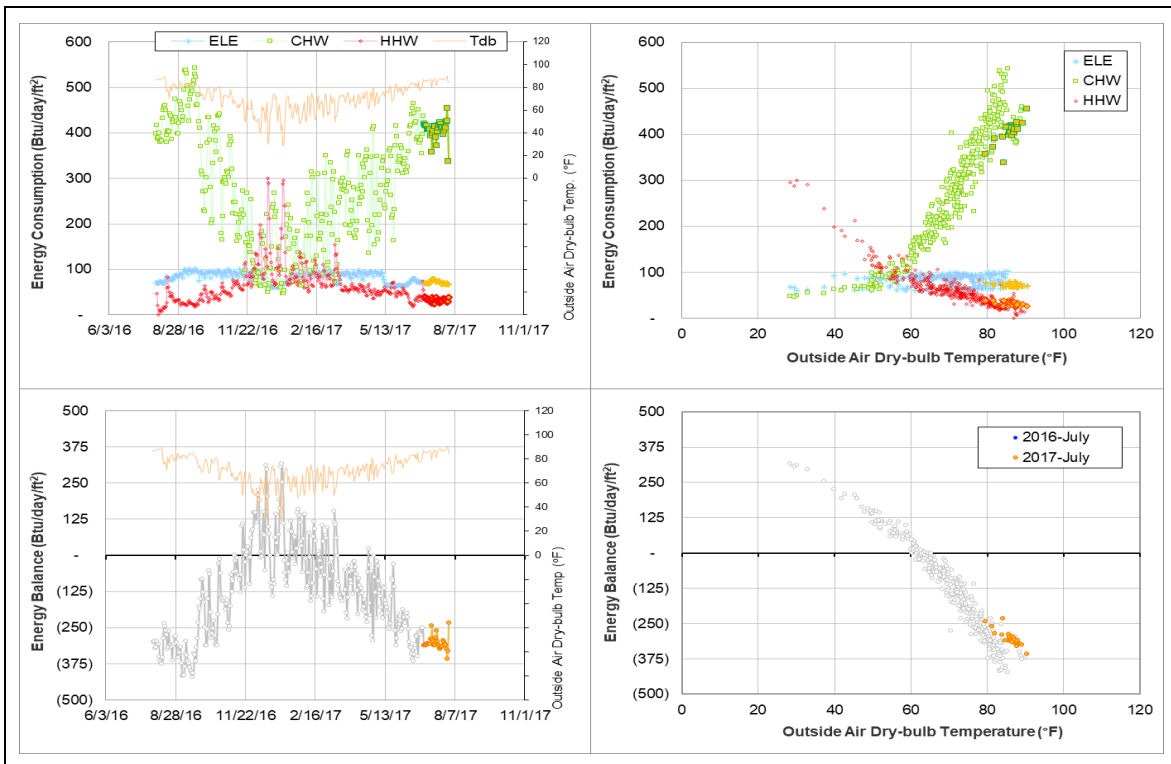 ELE CHW HHW Tdb
Energy Consumption (Btu/day/ft²)
600
500
400
300
200
100
-
120
100
80
60
40
20
0
Outside Air Dry-bulb Temp. (°F)
6/3/16 8/28/16 11/22/16 2/16/17 5/13/17 8/7/17 11/1/17
Energy Consumption (Btu/day/ft²)
600
500
400
300
200
100
-
ELE
CHW
HHW
0 20 40 60 80 100 120
Outside Air Dry-bulb Temperature (°F)
Energy Balance (Btu/day/ft²)
500
375
250
125
-
(125)
(250)
(375)
(500)
120
100
80
60
40
20
0
Outside Air Dry-bulb Temp (°F)
6/3/16 8/28/16 11/22/16 2/16/17 5/13/17 8/7/17 11/1/17
Energy Balance (Btu/day/ft²)
500
375
250
125
-
(125)
(250)
(375)
(500)
2016-July
2017-July
0 20 40 60 80 100 120
Outside Air Dry-bulb Temperature (°F)